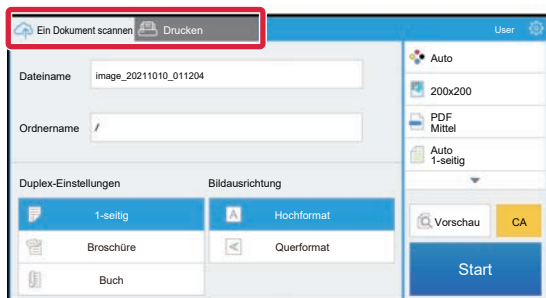 Ein Dokument scannen Drucken User
Dateiname image_20211010_011204
Ordnername /
Duplex-Einstellungen Bildausrichtung
1-seitig A Hochformat
Broschüre A Querformat
Buch
Auto
200x200
PDF
Mittel
Auto
1-seitig
Vorschau CA
Start